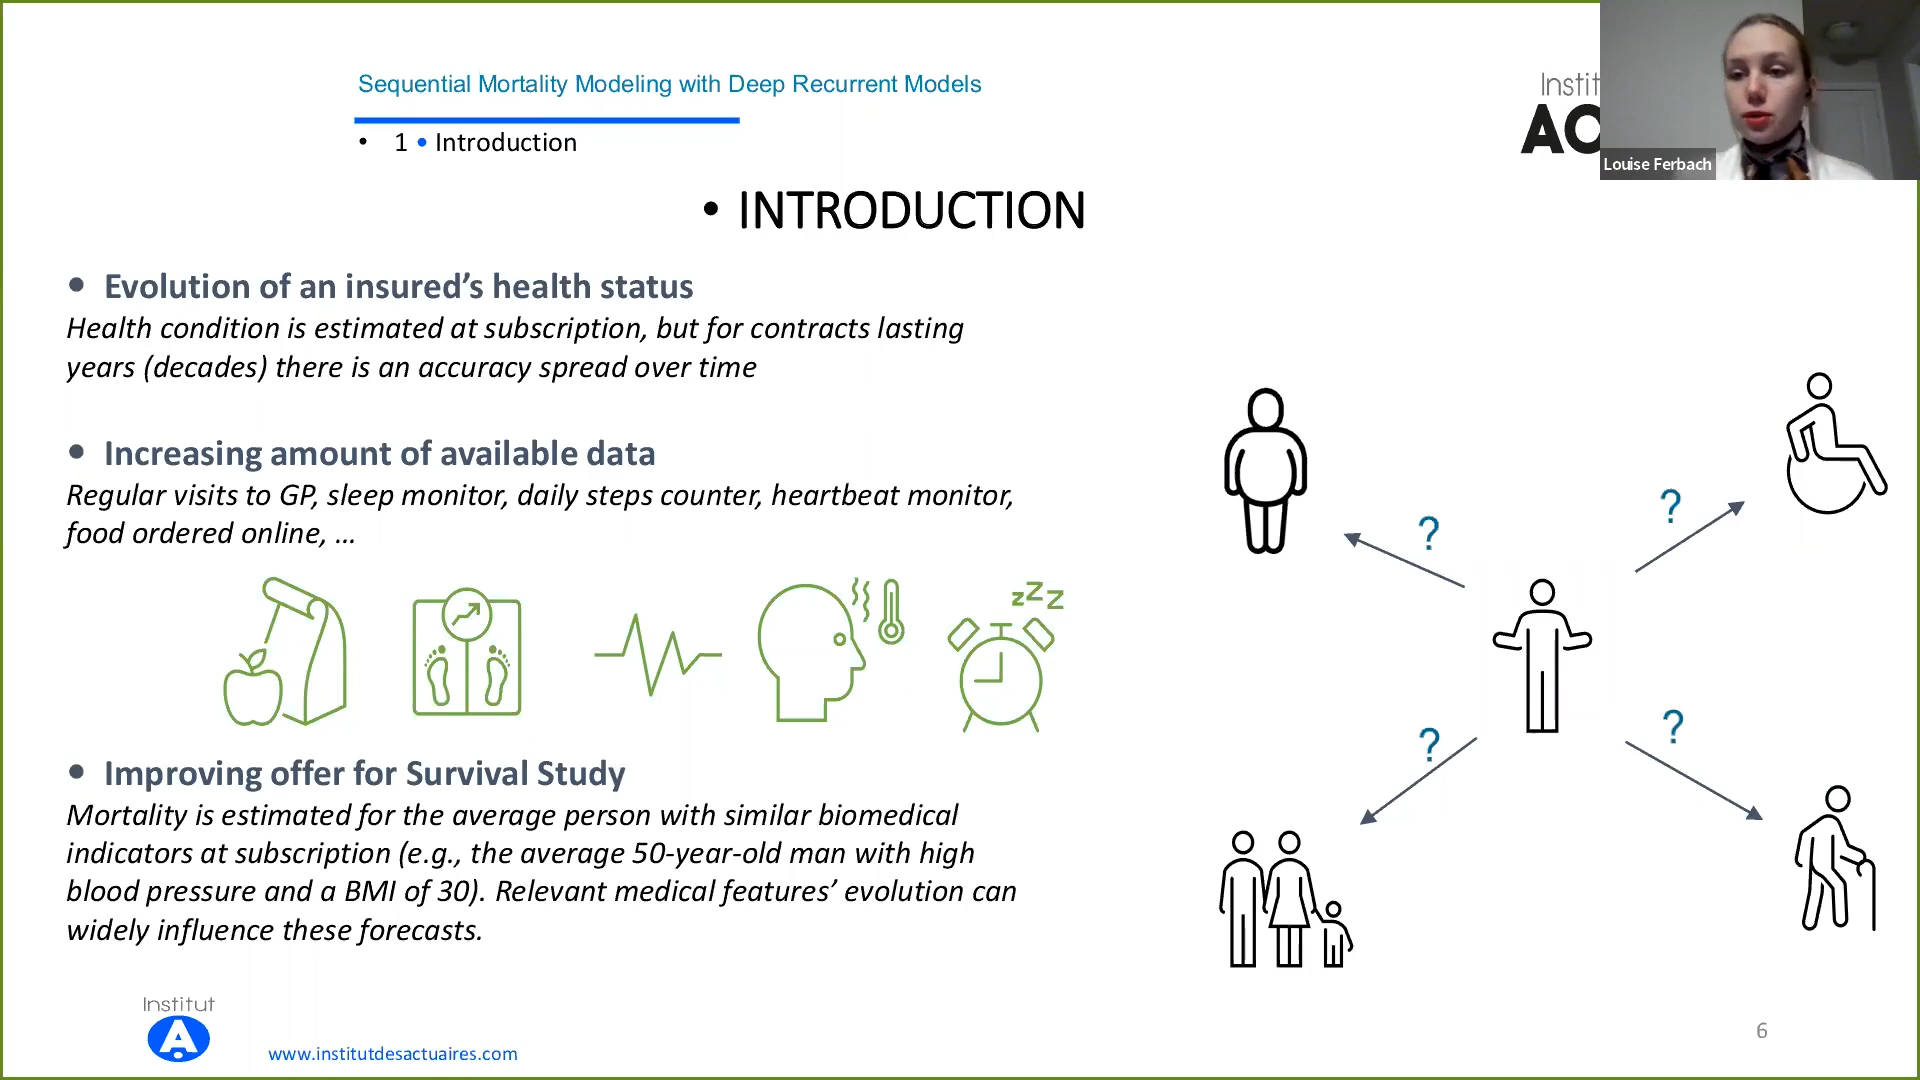 Sequential Mortality Modeling with Deep Recurrent Models
• 1 • Introduction
Instit
AC
Louise Ferbach
• INTRODUCTION
• Evolution of an insured’s health status
Health condition is estimated at subscription, but for contracts lasting
years (decades) there is an accuracy spread over time
• Increasing amount of available data
Regular visits to GP, sleep monitor, daily steps counter, heartbeat monitor,
food ordered online, ...
zZZ
? ?
? ?
• Improving offer for Survival Study
Mortality is estimated for the average person with similar biomedical
indicators at subscription (e.g., the average 50-year-old man with high
blood pressure and a BMI of 30). Relevant medical features’ evolution can
widely influence these forecasts.
Institut
A
www.institutdesactuaires.com
6